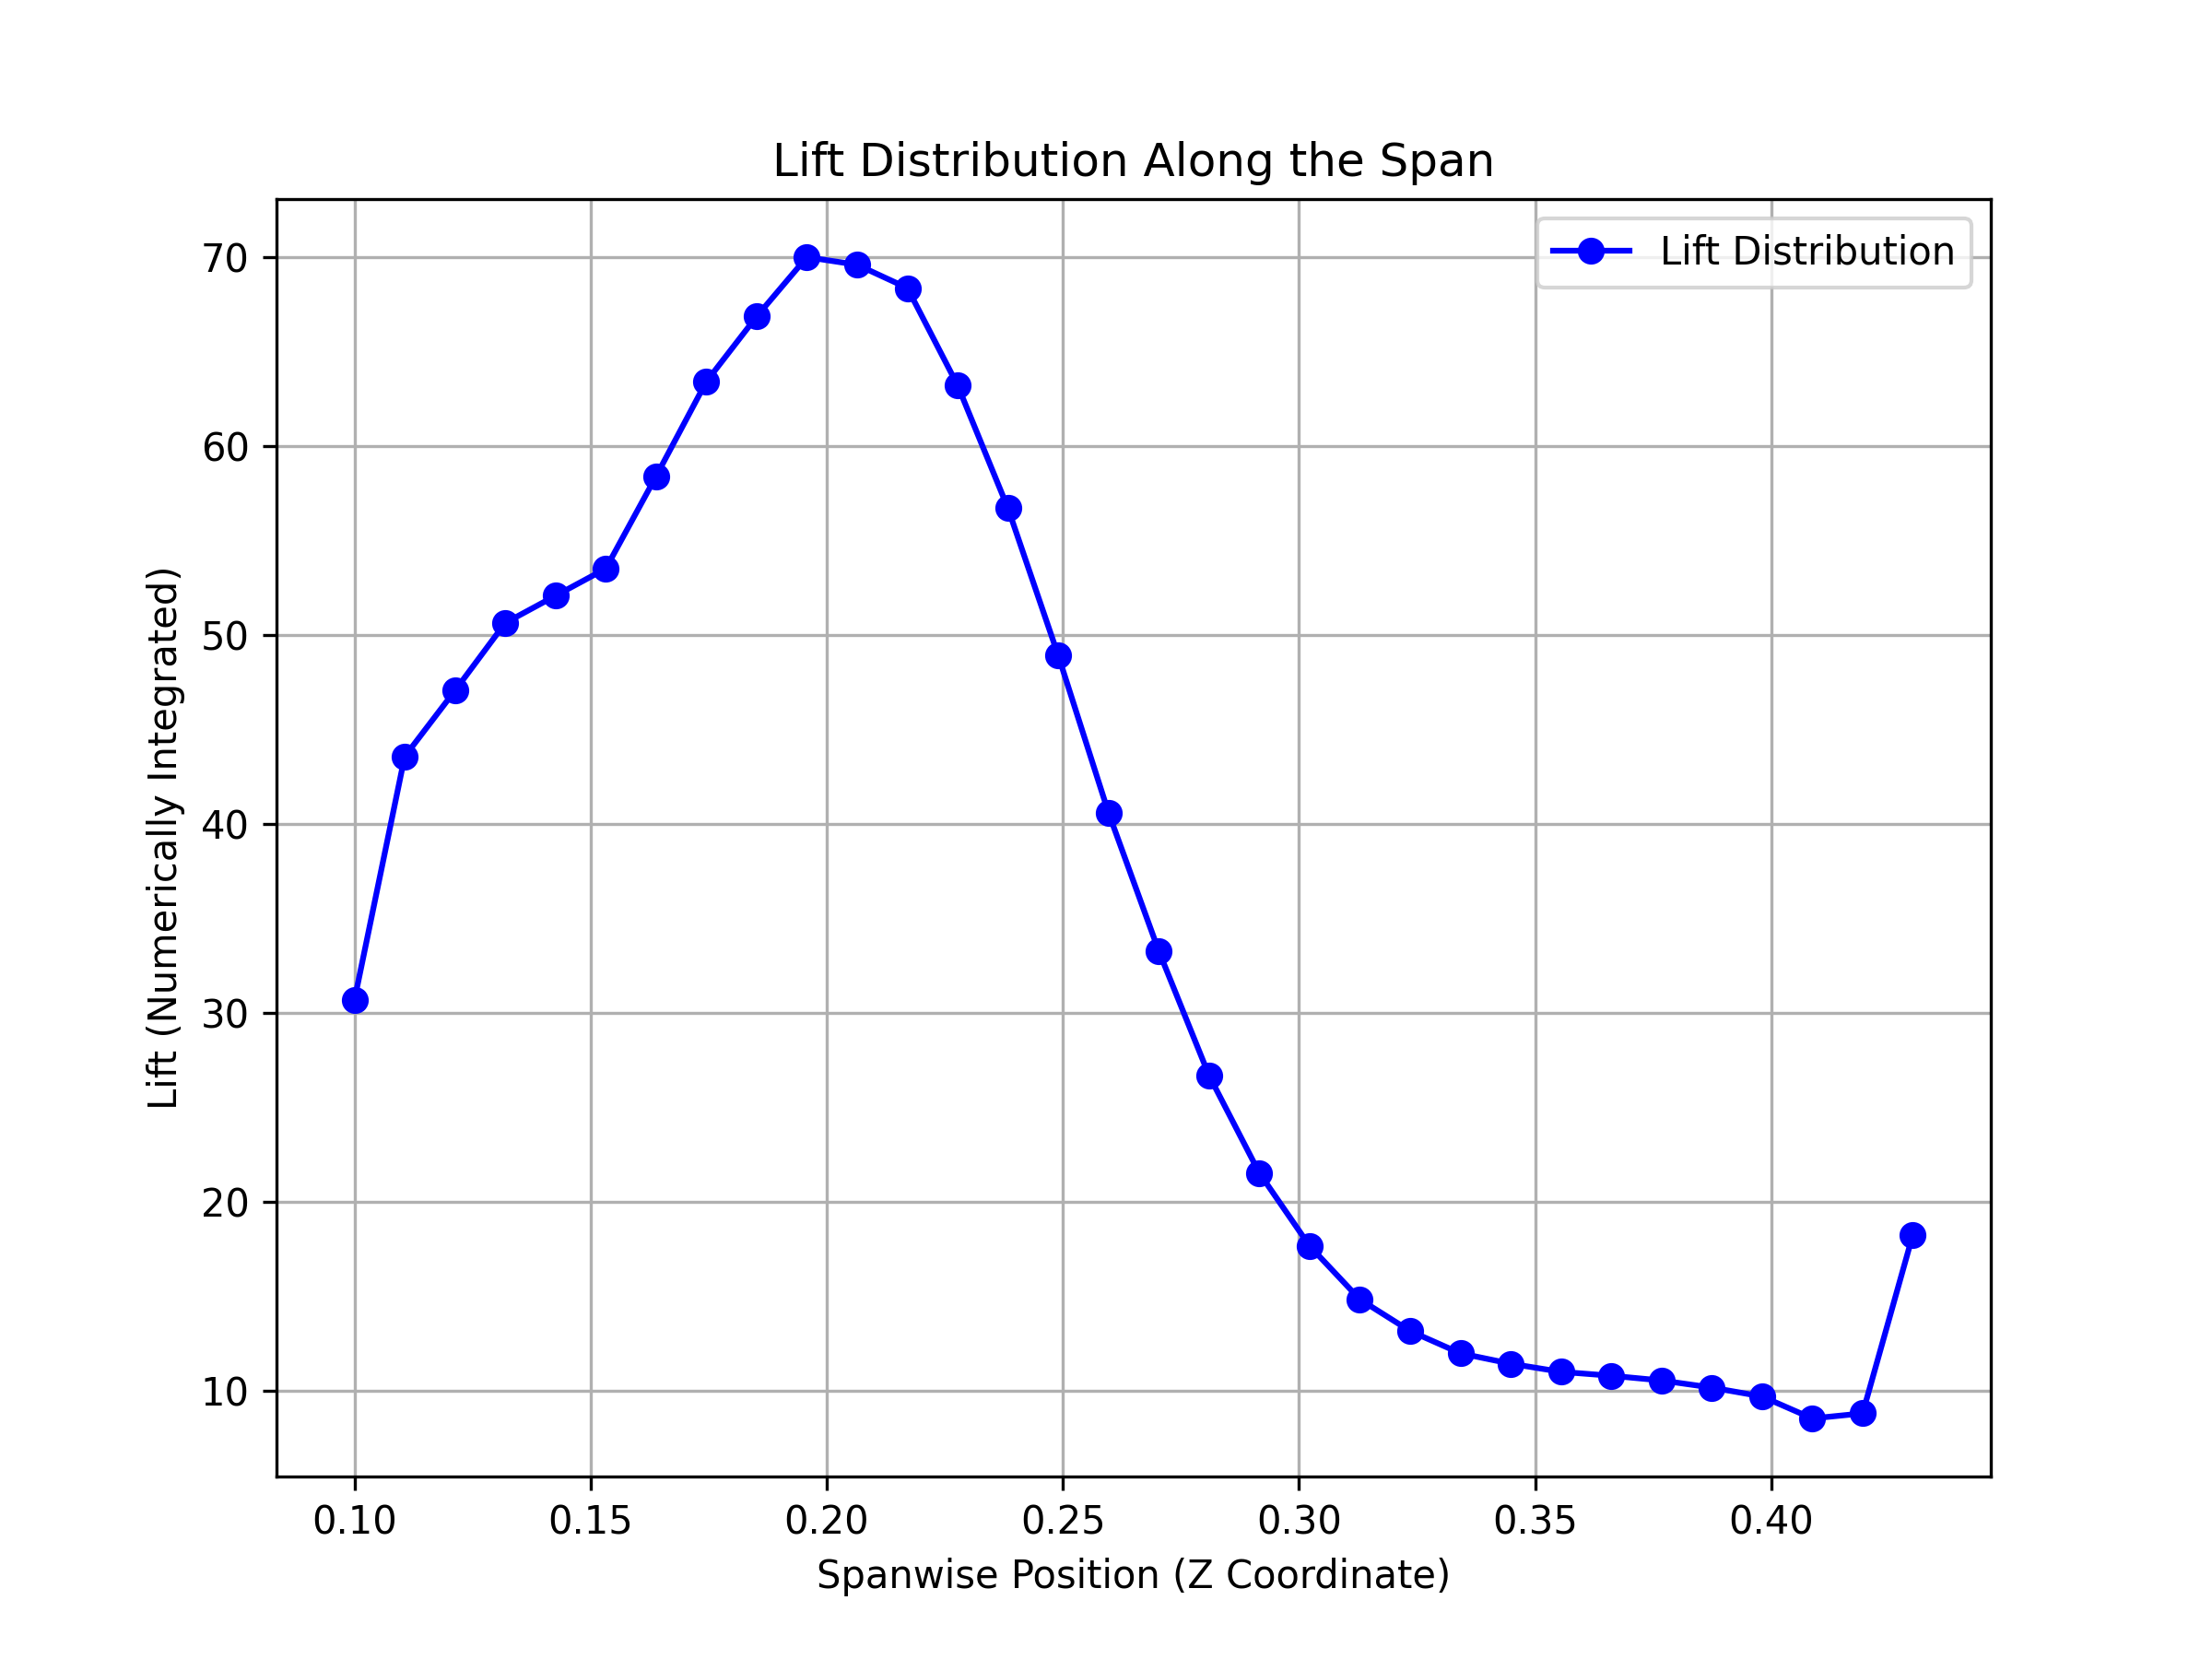 Lift Distribution Along the Span
Lift Distribution
Lift (Numerically Integrated)
70
60
50
40
30
20
10
0.10 0.15 0.20 0.25 0.30 0.35 0.40
Spanwise Position (Z Coordinate)